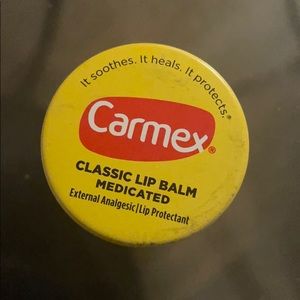 It soothes. It heals. It protects.®
Carmex®
CLASSIC LIP BALM
MEDICATED
External Analgesic/Lip Protectant